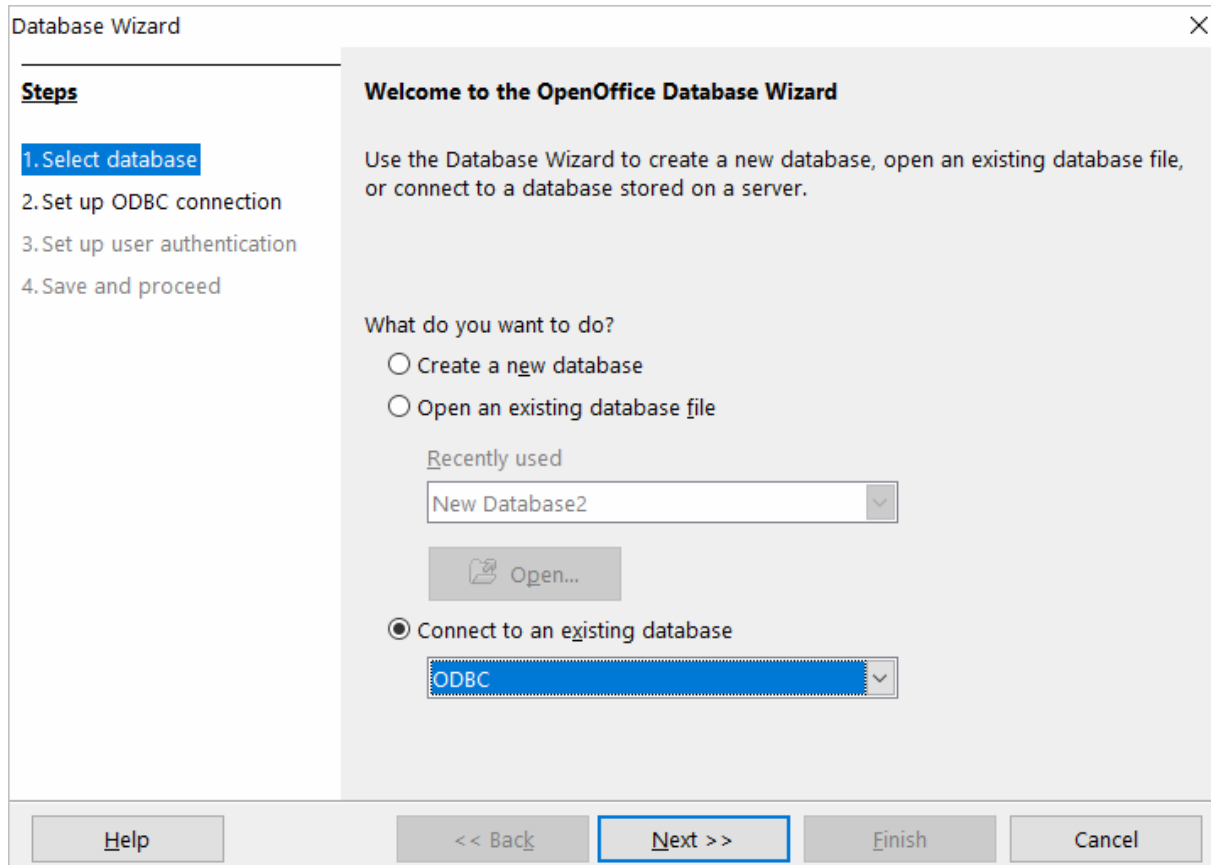 Database Wizard
Steps
1. Select database
2. Set up ODBC connection
3. Set up user authentication
4. Save and proceed
Welcome to the OpenOffice Database Wizard
Use the Database Wizard to create a new database, open an existing database file,
or connect to a database stored on a server.
What do you want to do?
Create a new database
Open an existing database file
Recently used
New Database2
Open...
Connect to an existing database
ODBC
Help
<< Back
Next >>
Finish
Cancel